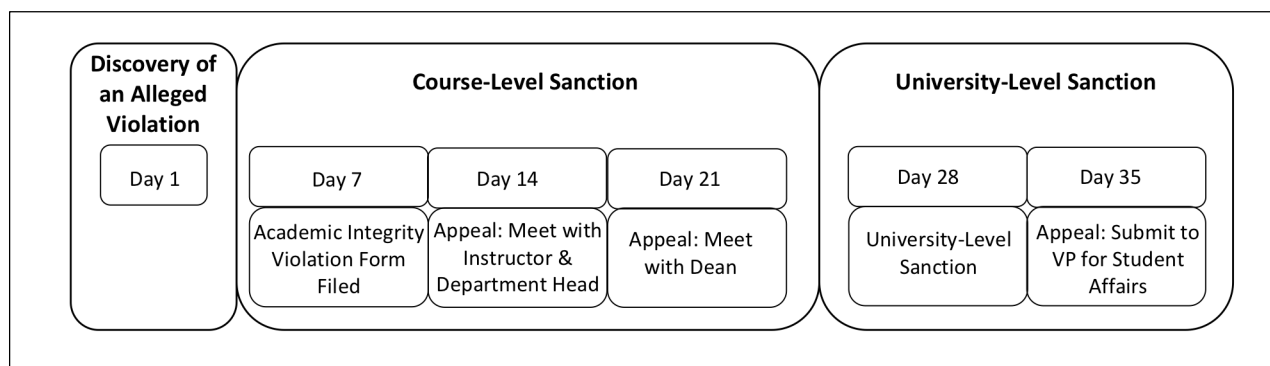 Discovery of
an Alleged
Violation
Day 1
Course-Level Sanction
Day 7
Academic Integrity
Violation Form
Filed
Day 14
Appeal: Meet with
Instructor &
Department Head
Day 21
Appeal: Meet
with Dean
University-Level Sanction
Day 28
University-Level
Sanction
Day 35
Appeal: Submit to
VP for Student
Affairs